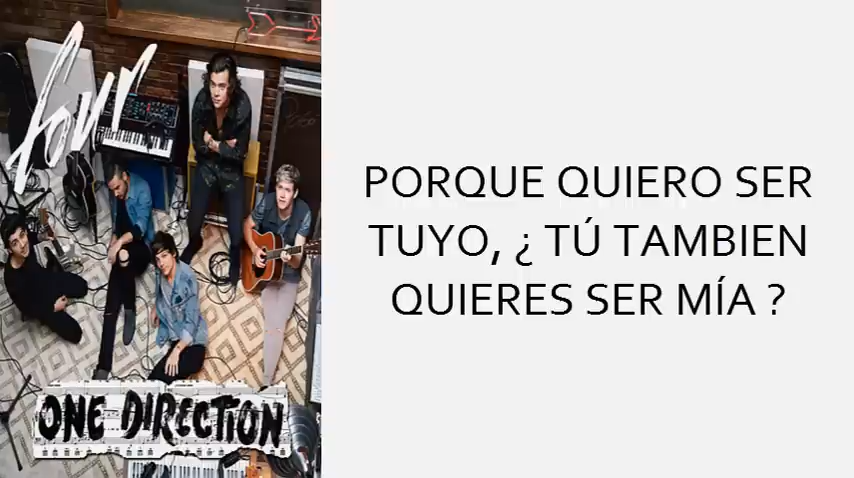 four
ONE DIRECTION
PORQUE QUIERO SER
TUYO, ¿ TÚ TAMBIEN
QUIERES SER MÍA ?